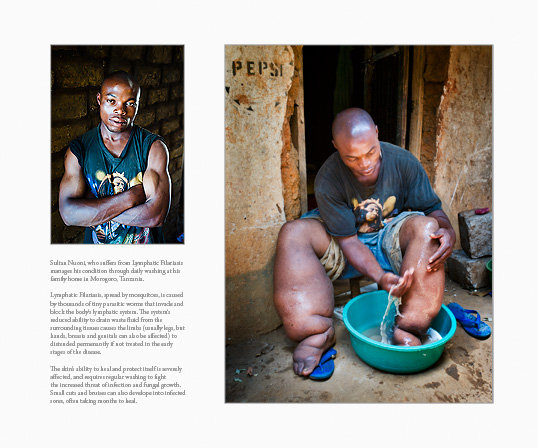 PEPSI
Sultan Nuoni, who suffers from Lymphatic Filariasis
manages his condition through daily washing at his
family home in Morogoro, Tanzania.
Lymphatic Filariasis, spread by mosquitoes, is caused
by thousands of tiny parasitic worms that invade and
block the body's lymphatic system. The system's
reduced ability to drain waste fluid from the
surrounding tissues causes the limbs (usually legs, but
hands, breasts and genitals can also be affected) to
distended permanently if not treated in the early
stages of the disease.
The skin's ability to heal and protect itself is severely
affected, and requires regular washing to fight
the increased threat of infection and fungal growth.
Small cuts and bruises can also develope into infected
sores, often taking months to heal.